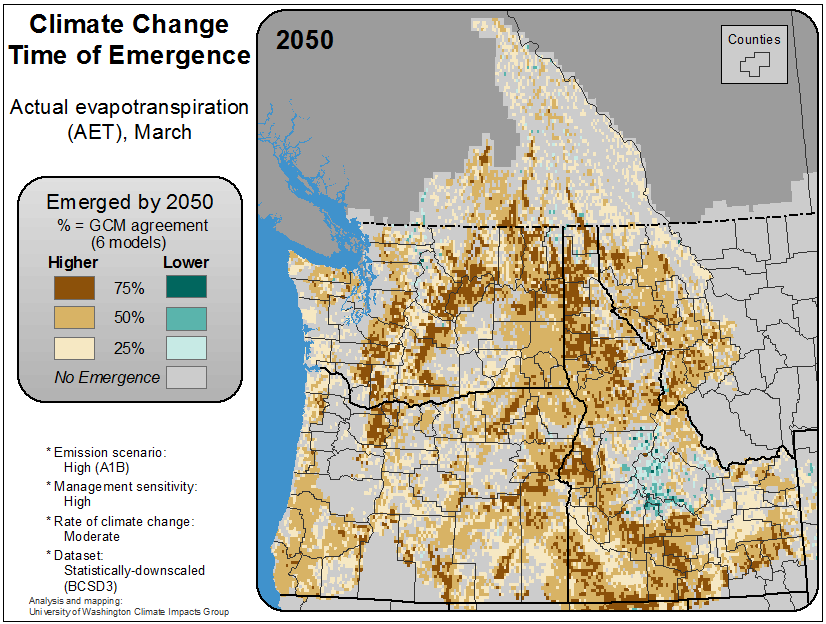 Climate Change
Time of Emergence
Actual evapotranspiration
(AET), March
Emerged by 2050
% = GCM agreement
(6 models)
Higher Lower
75%
50%
25%
No Emergence
* Emission scenario:
High (A1B)
* Management sensitivity:
High
* Rate of climate change:
Moderate
* Dataset:
Statistically-downscaled
(BCSD3)
Analysis and mapping:
University of Washington Climate Impacts Group
2050
Counties